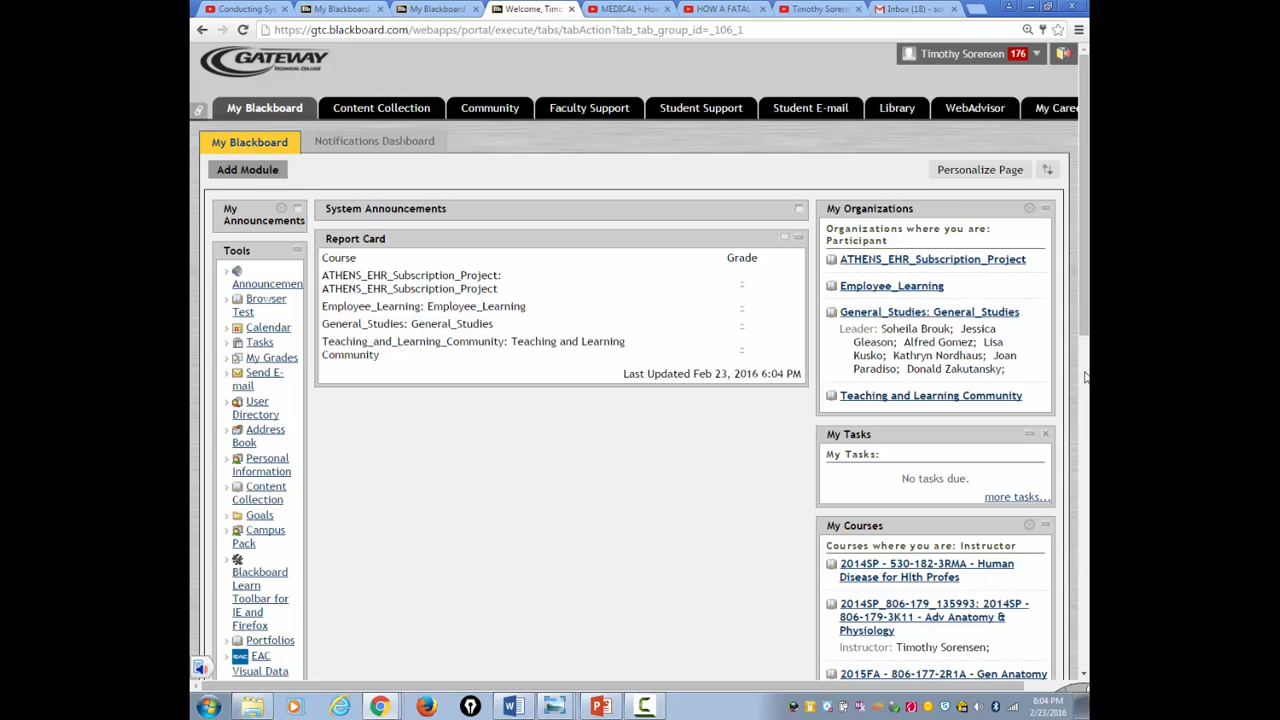 Conducting Sys
My Blackboard
My Blackboard
Welcome, Timo
MEDICAL - Ho
HOW A FATAL
Timothy Sorens
Inbox (18) - so
https://gtc.blackboard.com/webapps/portal/execute/tabs/tabAction?tab_tab_group_id=_106_1
GATEWAY
TECHNICAL COLLEGE
Timothy Sorensen 176
My Blackboard
Content Collection
Community
Faculty Support
Student Support
Student E-mail
Library
WebAdvisor
My Caree
My Blackboard
Notifications Dashboard
Add Module
Personalize Page
My
Announcements
Tools
Announcemen
Browser
Test
Calendar
Tasks
My Grades
Send E-
mail
User
Directory
Address
Book
Personal
Information
Content
Collection
Goals
Campus
Pack
Blackboard
Learn
Toolbar for
IE and
Firefox
Portfolios
EAC EAC
Visual Data
System Announcements
Report Card
Course Grade
ATHENS_EHR_Subscription_Project:
ATHENS_EHR_Subscription_Project -
Employee_Learning: Employee_Learning -
General_Studies: General_Studies -
Teaching_and_Learning_Community: Teaching and Learning
Community -
Last Updated Feb 23, 2016 6:04 PM
My Organizations
Organizations where you are:
Participant
ATHENS_EHR_Subscription_Project
Employee_Learning
General_Studies: General_Studies
Leader: Soheila Brouk; Jessica
Gleason; Alfred Gomez; Lisa
Kusko; Kathryn Nordhaus; Joan
Paradiso; Donald Zakutansky;
Teaching and Learning Community
My Tasks
My Tasks:
No tasks due.
more tasks...
My Courses
Courses where you are: Instructor
2014SP - 530-182-3RMA - Human
Disease for Hlth Profes
2014SP_806-179_135993: 2014SP -
806-179-3K11 - Adv Anatomy &
Physiology
Instructor: Timothy Sorensen;
2015FA - 806-177-2R1A - Gen Anatomy
6:04 PM
2/23/2016